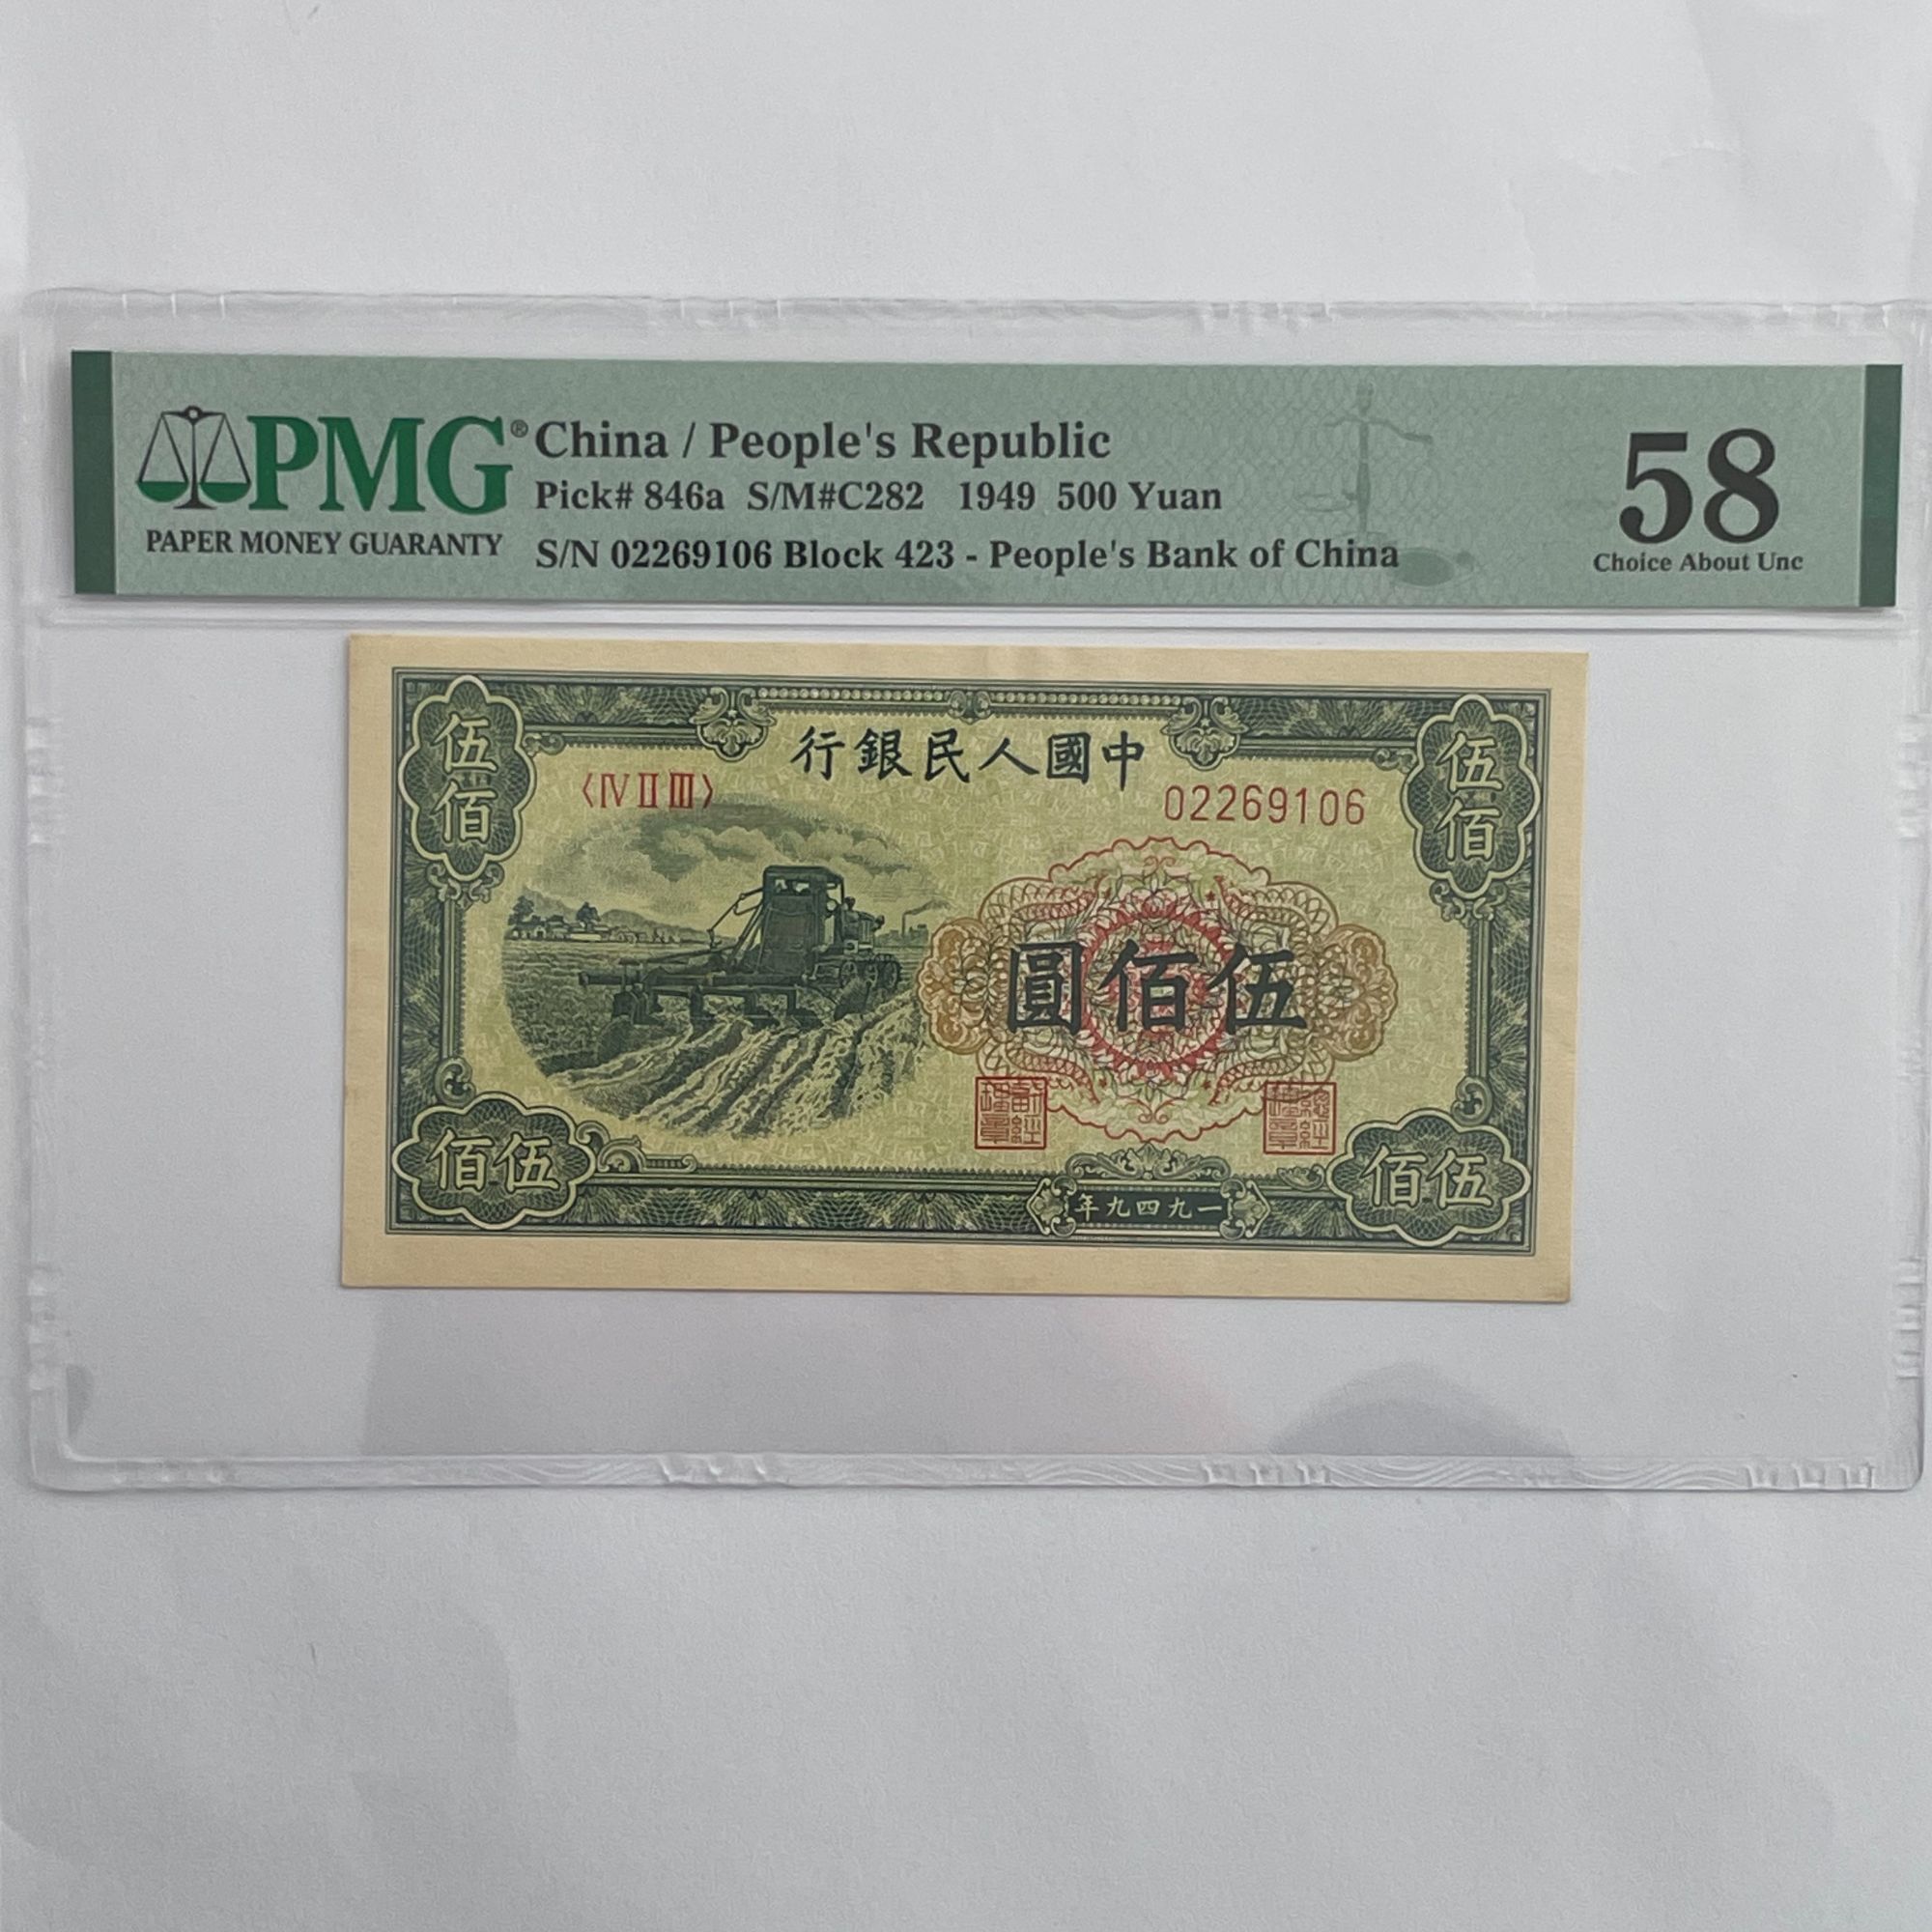 PMG®
PAPER MONEY GUARANTY
China / People's Republic
Pick# 846a S/M#C282 1949 500 Yuan
S/N 02269106 Block 423 - People's Bank of China
58
Choice About Unc
伍佰
行銀民人國中
伍佰
〈IV II III〉
02269106
圓佰伍
佰伍
年九四九一
佰伍